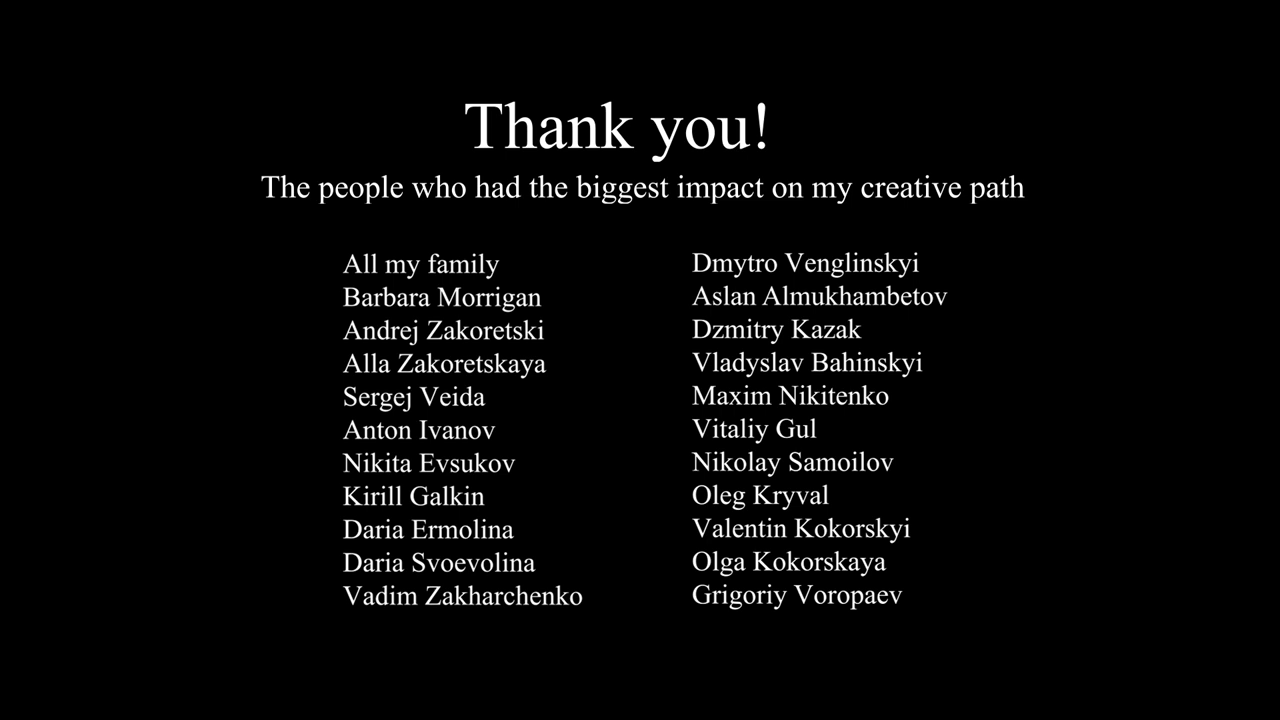 Thank you!
The people who had the biggest impact on my creative path
All my family
Barbara Morrigan
Andrej Zakoretski
Alla Zakoretskaya
Sergej Veida
Anton Ivanov
Nikita Evsukov
Kirill Galkin
Daria Ermolina
Daria Svoevolina
Vadim Zakharchenko
Dmytro Venglinskyi
Aslan Almukhambetov
Dzmitry Kazak
Vladyslav Bahinskyi
Maxim Nikitenko
Vitaliy Gul
Nikolay Samoilov
Oleg Kryval
Valentin Kokorskyi
Olga Kokorskaya
Grigoriy Voropaev